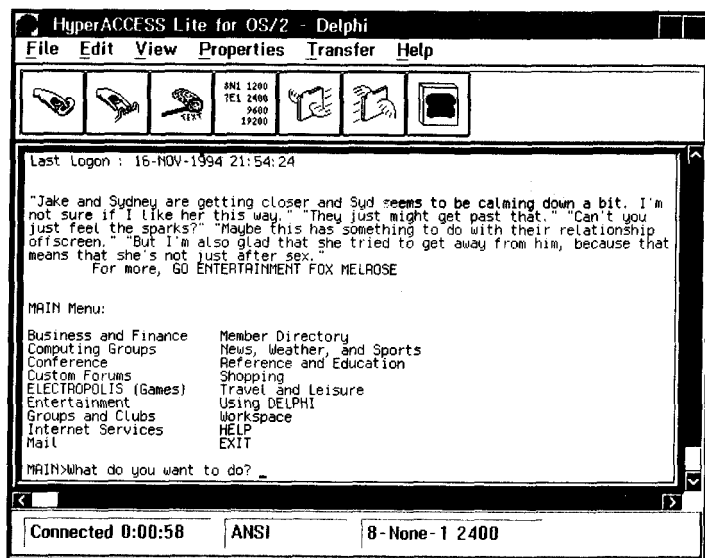 HyperACCESS Lite for OS/2 - Delphi
File Edit View Properties Transfer Help
TEXT
8N1 1200
7E1 2400
9600
19200
Last Logon : 16-NOV-1994 21:54:24
"Jake and Sydney are getting closer and Syd seems to be calming down a bit. I'm
not sure if I like her this way." "They just might get past that." "Can't you
just feel the sparks?" "Maybe this has something to do with their relationship
offscreen." "But I'm also glad that she tried to get away from him, because that
means that she's not just after sex."
For more, GO ENTERTAINMENT FOX MELROSE
MAIN Menu:
Business and Finance Member Directory
Computing Groups News, Weather, and Sports
Conference Reference and Education
Custom Forums Shopping
ELECTROPOLIS (Games) Travel and Leisure
Entertainment Using DELPHI
Groups and Clubs Workspace
Internet Services HELP
Mail EXIT
MAIN>What do you want to do? _
Connected 0:00:58 ANSI 8-None-1 2400